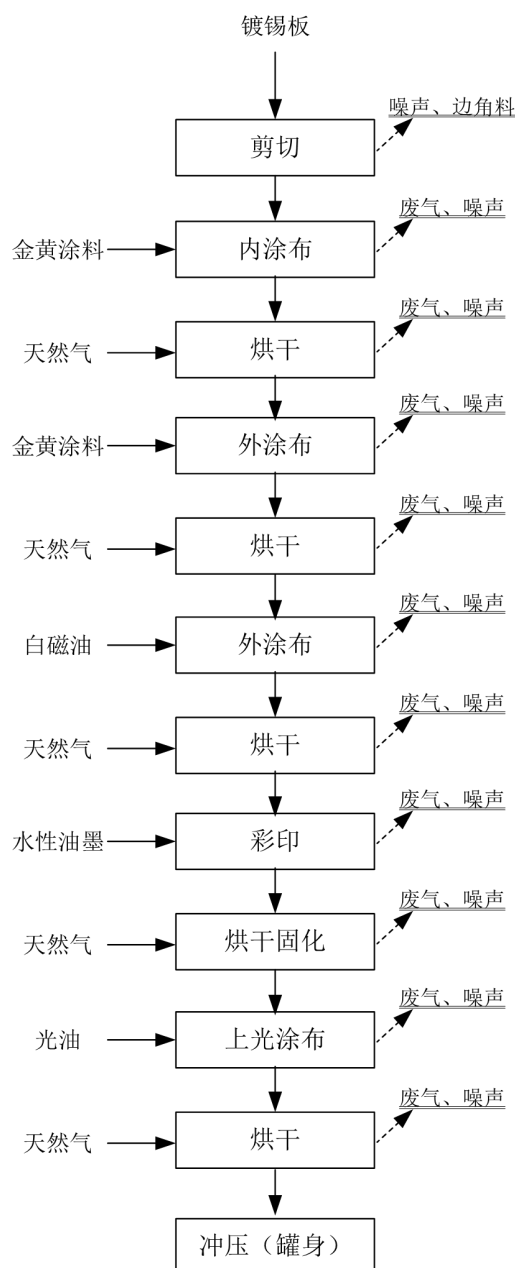 镀锡板
噪声、边角料
剪切
废气、噪声
金黄涂料
内涂布
废气、噪声
天然气
烘干
废气、噪声
金黄涂料
外涂布
废气、噪声
天然气
烘干
废气、噪声
白磁油
外涂布
废气、噪声
天然气
烘干
废气、噪声
水性油墨
彩印
废气、噪声
天然气
烘干固化
废气、噪声
光油
上光涂布
废气、噪声
天然气
烘干
冲压（罐身）